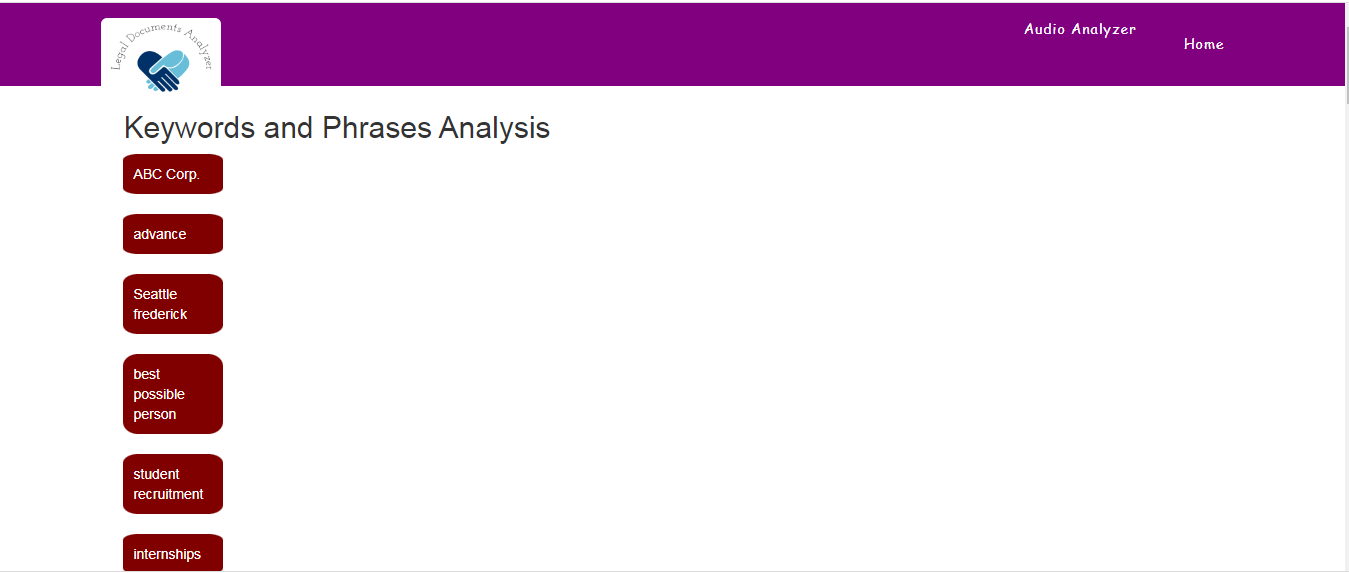 Legal Documents Analyzer
Audio Analyzer
Home
Keywords and Phrases Analysis
ABC Corp.
advance
Seattle
frederick
best
possible
person
student
recruitment
internships